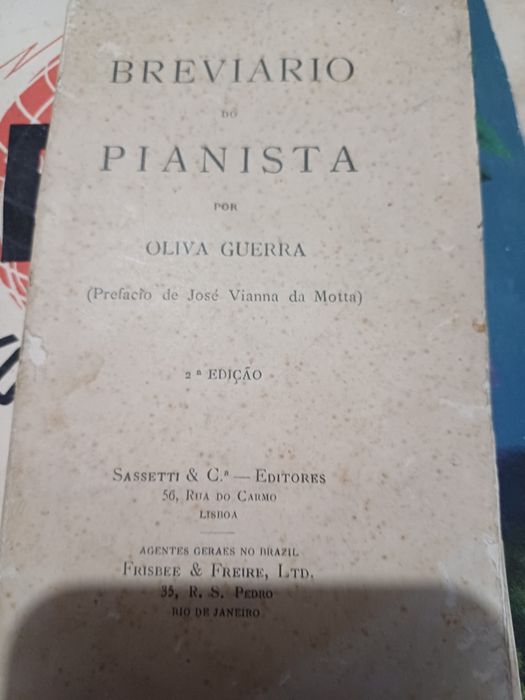 BREVIARIO
DO
PIANISTA
POR
OLIVA GUERRA
(Prefacio de José Vianna da Motta)
2ª EDIÇÃO
SASSETTI & C.ª — EDITORES
56, RUA DO CARMO
LISBOA
AGENTES GERAES NO BRAZIL
FRISBEE & FREIRE, LTD.
35, R. S. PEDRO
RIO DE JANEIRO